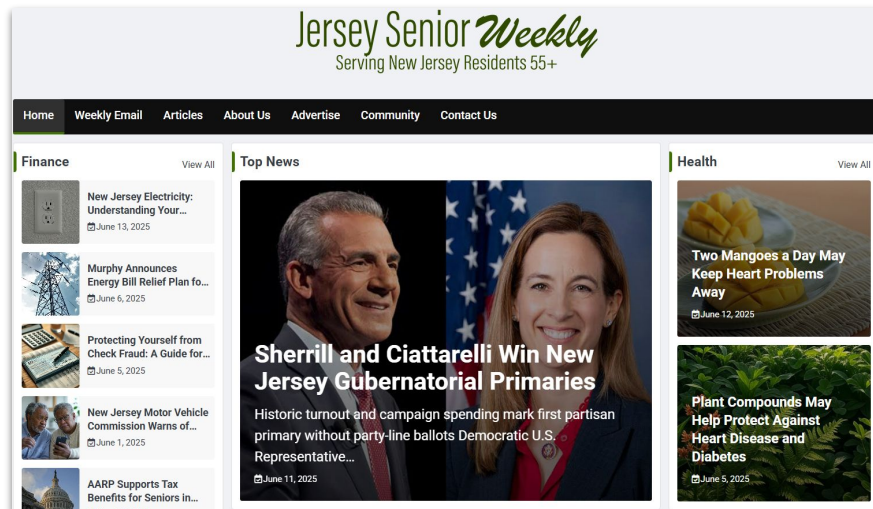 Jersey Senior Weekly
Serving New Jersey Residents 55+
Home Weekly Email Articles About Us Advertise Community Contact Us
Finance View All
New Jersey Electricity:
Understanding Your...
June 13, 2025
Murphy Announces
Energy Bill Relief Plan fo...
June 6, 2025
Protecting Yourself from
Check Fraud: A Guide for...
June 5, 2025
New Jersey Motor Vehicle
Commission Warns of...
June 1, 2025
AARP Supports Tax
Benefits for Seniors in...
Top News
Sherrill and Ciattarelli Win New
Jersey Gubernatorial Primaries
Historic turnout and campaign spending mark first partisan
primary without party-line ballots Democratic U.S.
Representative...
June 11, 2025
Health View All
Two Mangoes a Day May
Keep Heart Problems
Away
June 12, 2025
Plant Compounds May
Help Protect Against
Heart Disease and
Diabetes
June 5, 2025